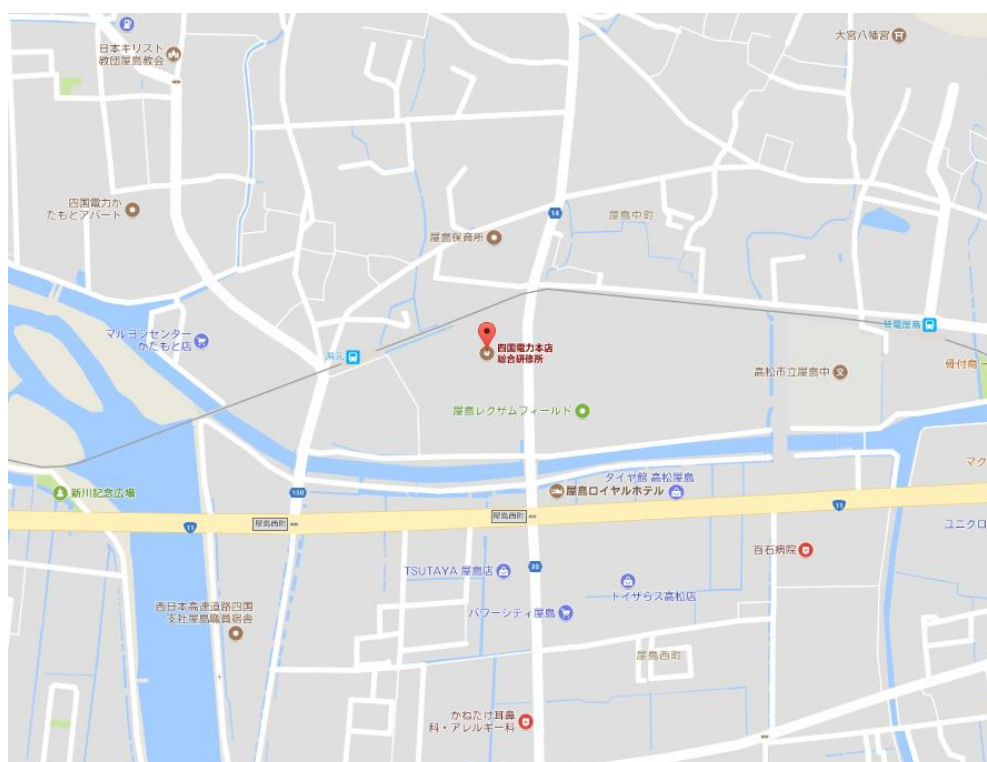 大宮八幡宮
日本キリスト
教団屋島教会
四国電力か
たもとアパート
14
屋島中町
屋島保育所
琴電屋島
マルヨシセンター
かたもと店
潟元
四国電力本店
総合研修所
骨付鳥 一
高松市立屋島中
屋島レクザムフィールド
マク
タイヤ館 高松屋島
新川記念広場
150
屋島ロイヤルホテル
11
屋島西町
屋島西町
11
ユニクロ
百石病院
TSUTAYA 屋島店
30
トイザらス高松店
西日本高速道路四国
支社屋島職員宿舎
パワーシティ屋島
屋島西町
かねたけ耳鼻
科・アレルギー科